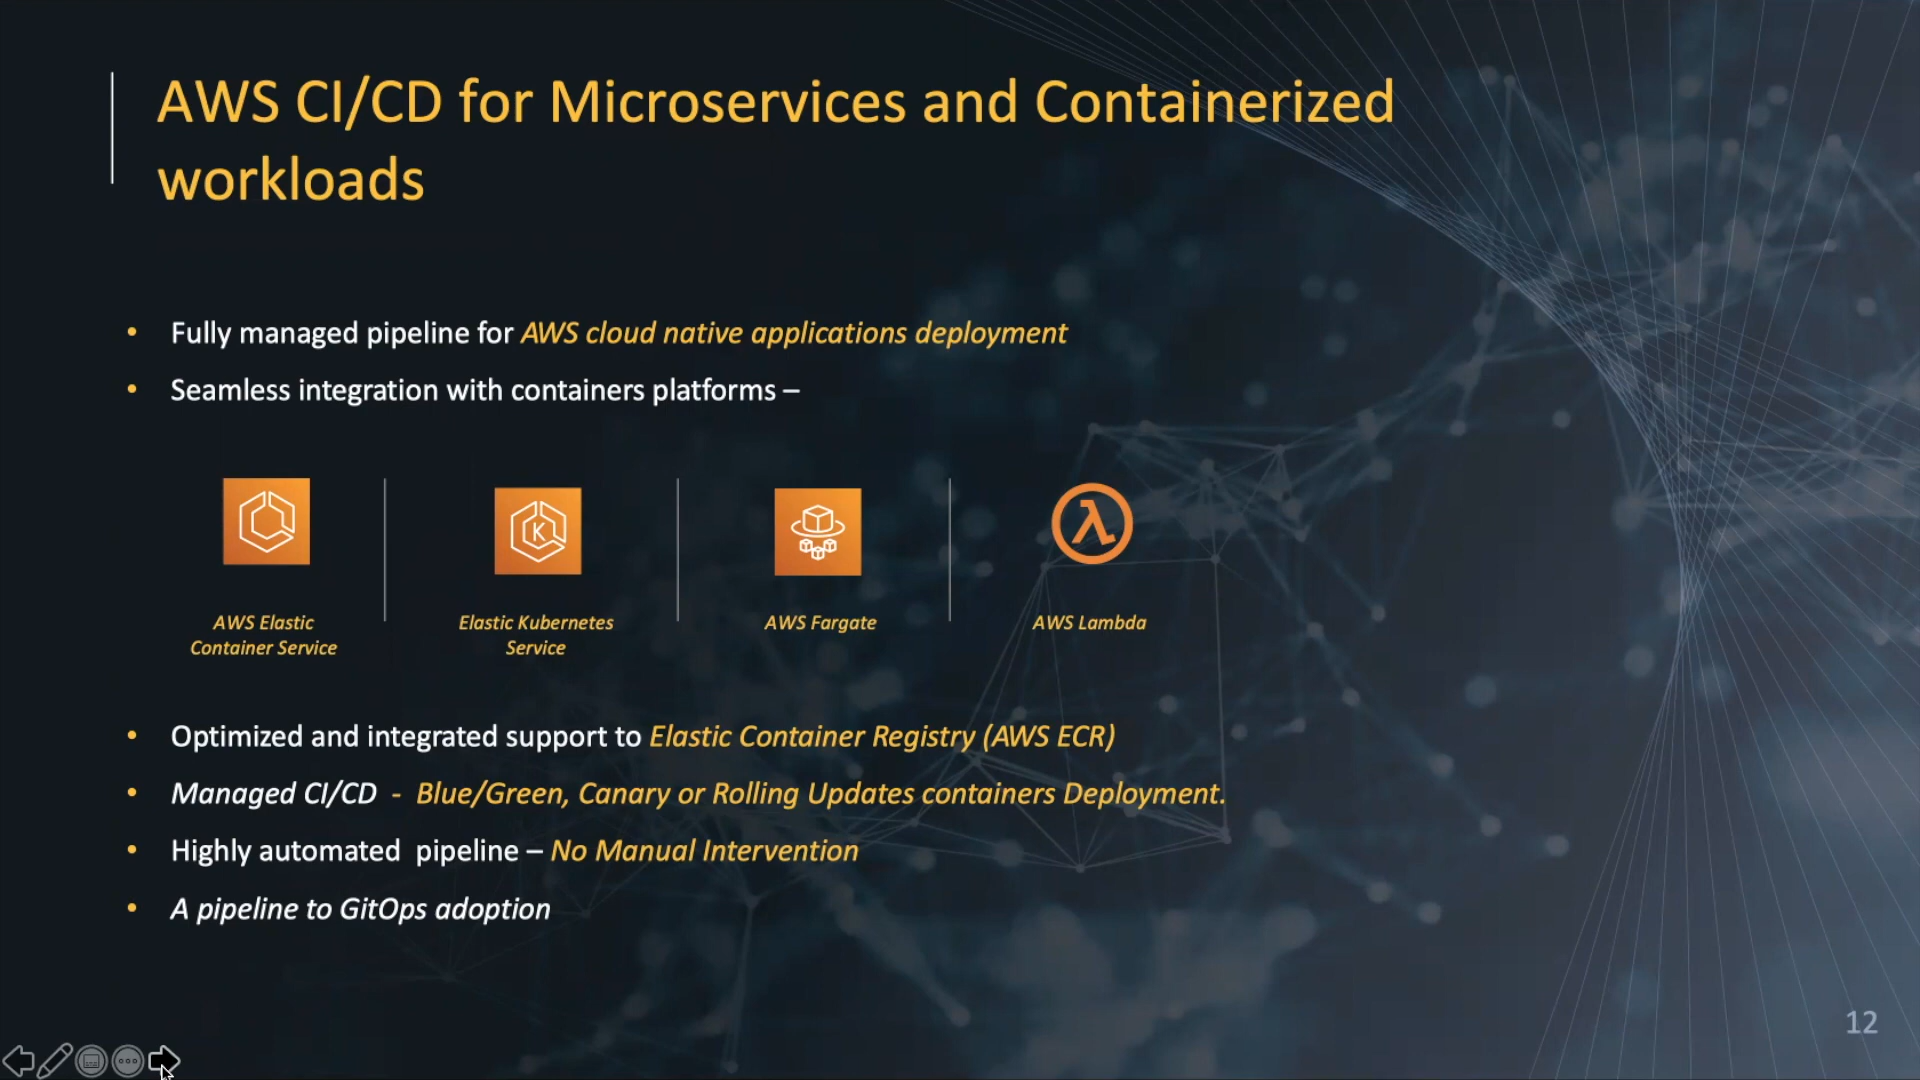 AWS CI/CD for Microservices and Containerized
workloads
• Fully managed pipeline for AWS cloud native applications deployment
• Seamless integration with containers platforms –
K
AWS Elastic
Container Service
Elastic Kubernetes
Service
AWS Fargate
λ
AWS Lambda
• Optimized and integrated support to Elastic Container Registry (AWS ECR)
• Managed CI/CD - Blue/Green, Canary or Rolling Updates containers Deployment.
• Highly automated pipeline – No Manual Intervention
• A pipeline to GitOps adoption
12